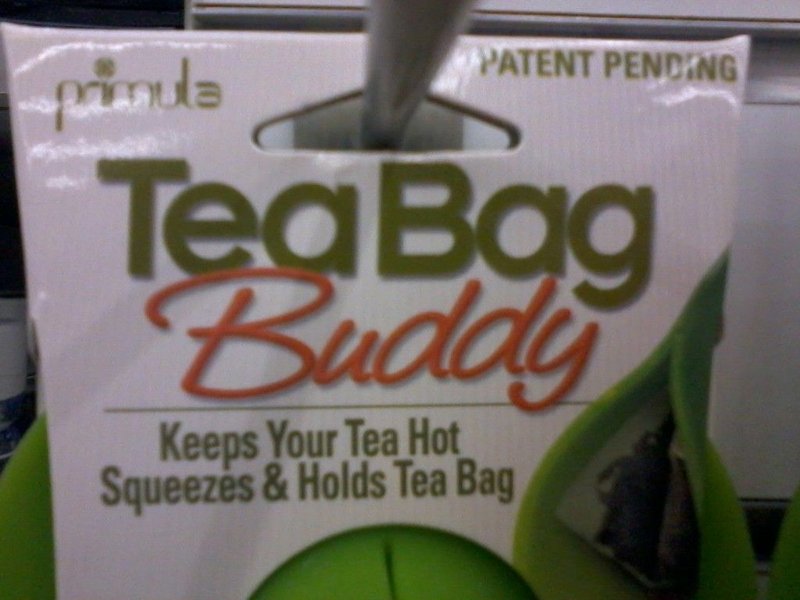 primula
PATENT PENDING
Tea Bag
Buddy
Keeps Your Tea Hot
Squeezes & Holds Tea Bag